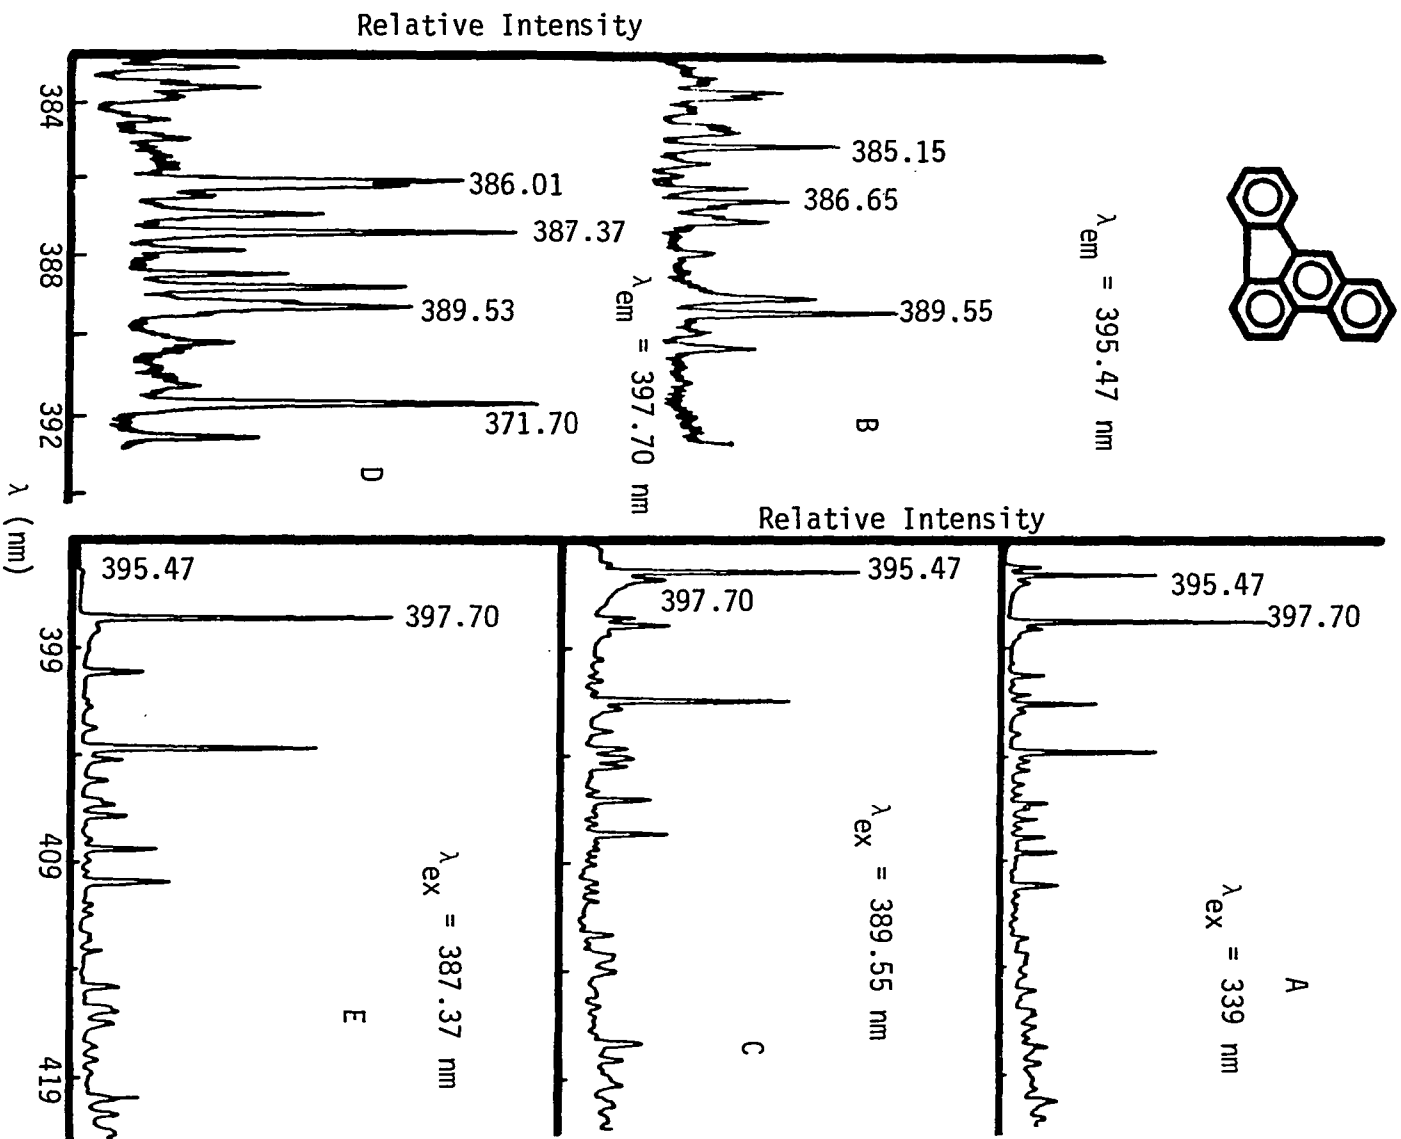 Relative Intensity
385.15
386.65
389.55
λem = 395.47 nm
B
386.01
387.37
389.53
371.70
λem = 397.70 nm
D
384
388
392
λ (nm)
Relative Intensity
395.47
397.70
λex = 339 nm
A
395.47
397.70
λex = 389.55 nm
C
395.47
397.70
λex = 387.37 nm
E
399
409
419